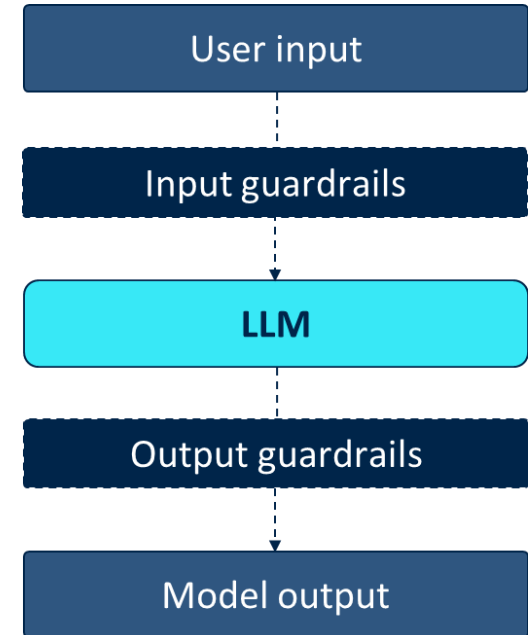 User input
Input guardrails
LLM
Output guardrails
Model output